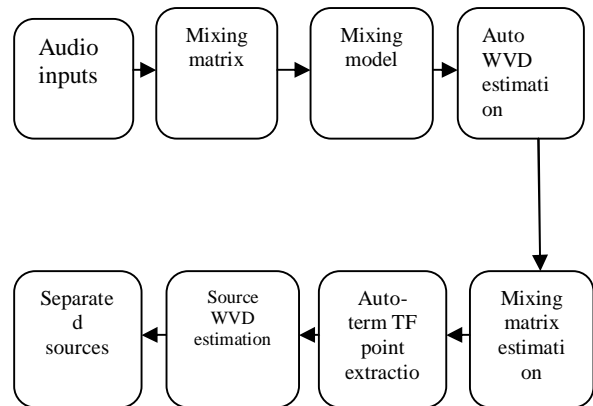 Audio
inputs
Mixing
matrix
Mixing
model
Auto
WVD
estimati
on
Separate
d
sources
Source
WVD
estimation
Auto-
term TF
point
extractio
Mixing
matrix
estimati
on